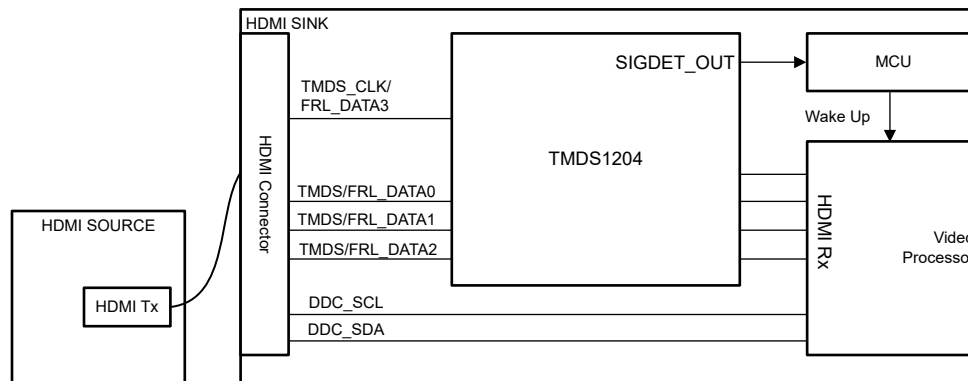 HDMI SINK
SIGDET_OUT
MCU
TMDS_CLK/
FRL_DATA3
Wake Up
HDMI Connector
TMDS1204
TMDS/FRL_DATA0
TMDS/FRL_DATA1
TMDS/FRL_DATA2
HDMI Rx
HDMI SOURCE
HDMI Tx
DDC_SCL
DDC_SDA